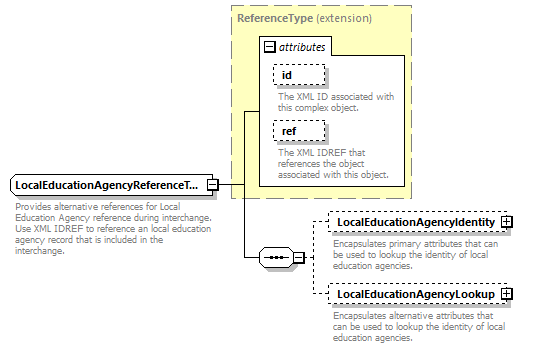 ReferenceType (extension)
attributes
id
The XML ID associated with
this complex object.
ref
The XML IDREF that
references the object
associated with this object.
LocalEducationAgencyReferenceT...
Provides alternative references for Local
Education Agency reference during interchange.
Use XML IDREF to reference an local education
agency record that is included in the
interchange.
LocalEducationAgencyIdentity
Encapsulates primary attributes that can
be used to lookup the identity of local
education agencies.
LocalEducationAgencyLookup
Encapsulates alternative attributes that
can be used to lookup the identity of local
education agencies.